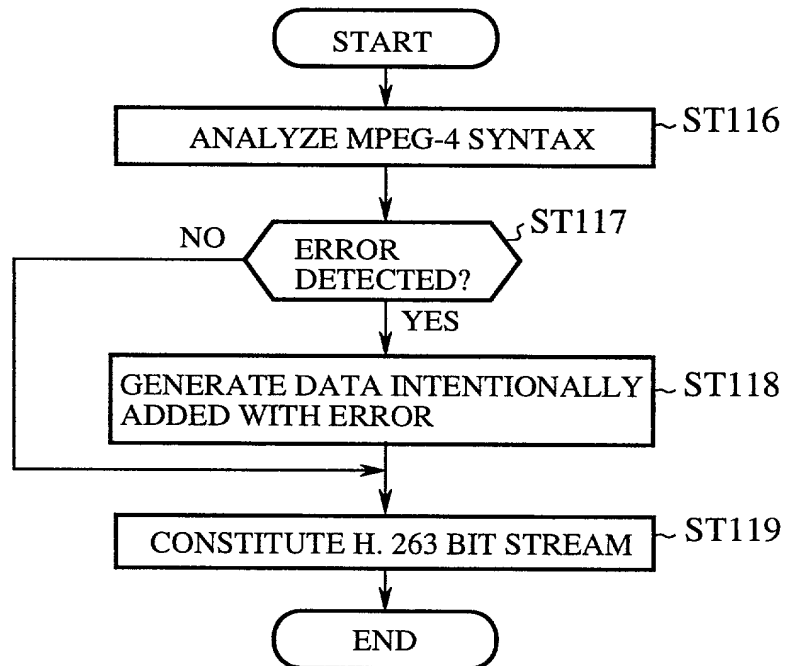 START
ANALYZE MPEG-4 SYNTAX
ST116
ST117
NO
ERROR
DETECTED?
YES
GENERATE DATA INTENTIONALLY
ADDED WITH ERROR
ST118
CONSTITUTE H. 263 BIT STREAM
ST119
END